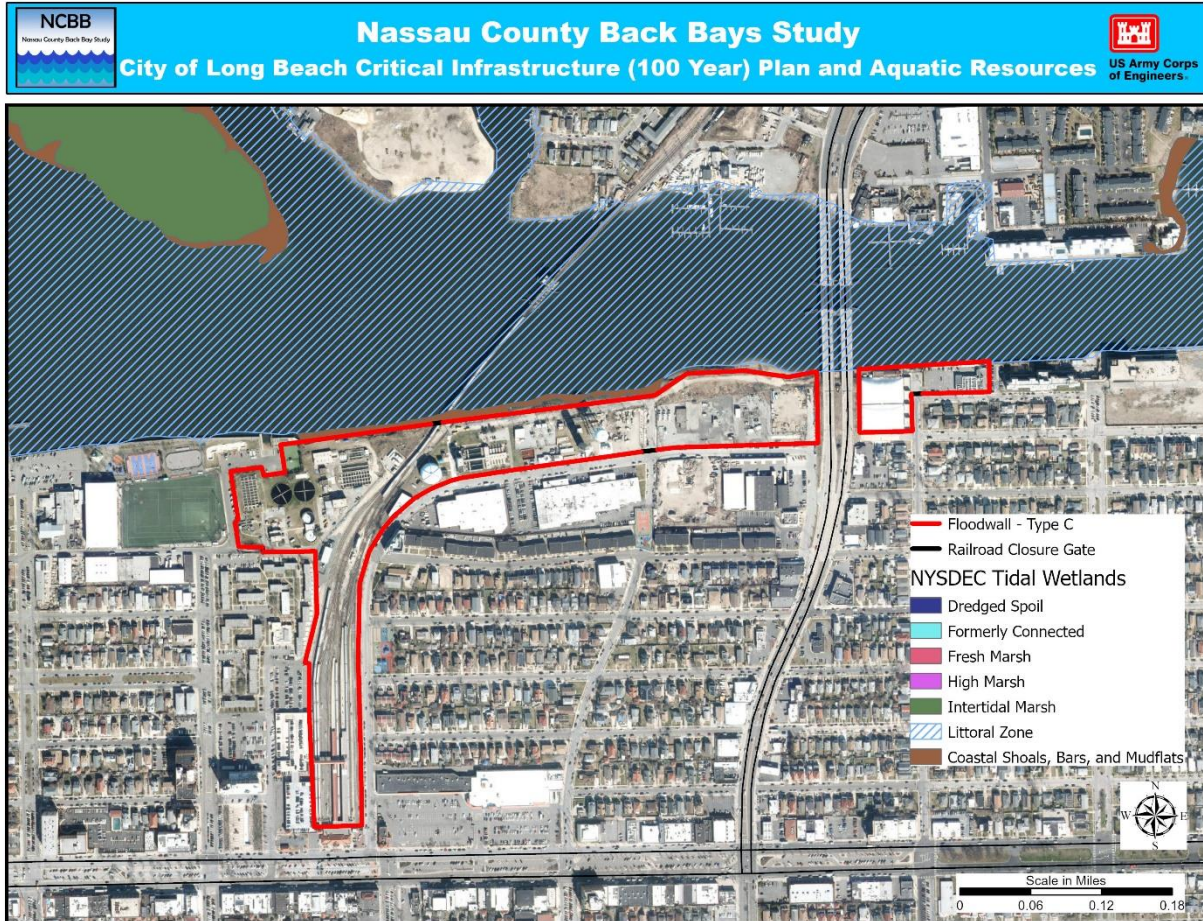 NCBB
Nassau County Back Bay Study
Nassau County Back Bays Study
City of Long Beach Critical Infrastructure (100 Year) Plan and Aquatic Resources
US Army Corps
of Engineers®
Floodwall - Type C
Railroad Closure Gate
NYSDEC Tidal Wetlands
Dredged Spoil
Formerly Connected
Fresh Marsh
High Marsh
Intertidal Marsh
Littoral Zone
Coastal Shoals, Bars, and Mudflats
N
W E
S
Scale in Miles
0 0.06 0.12 0.18